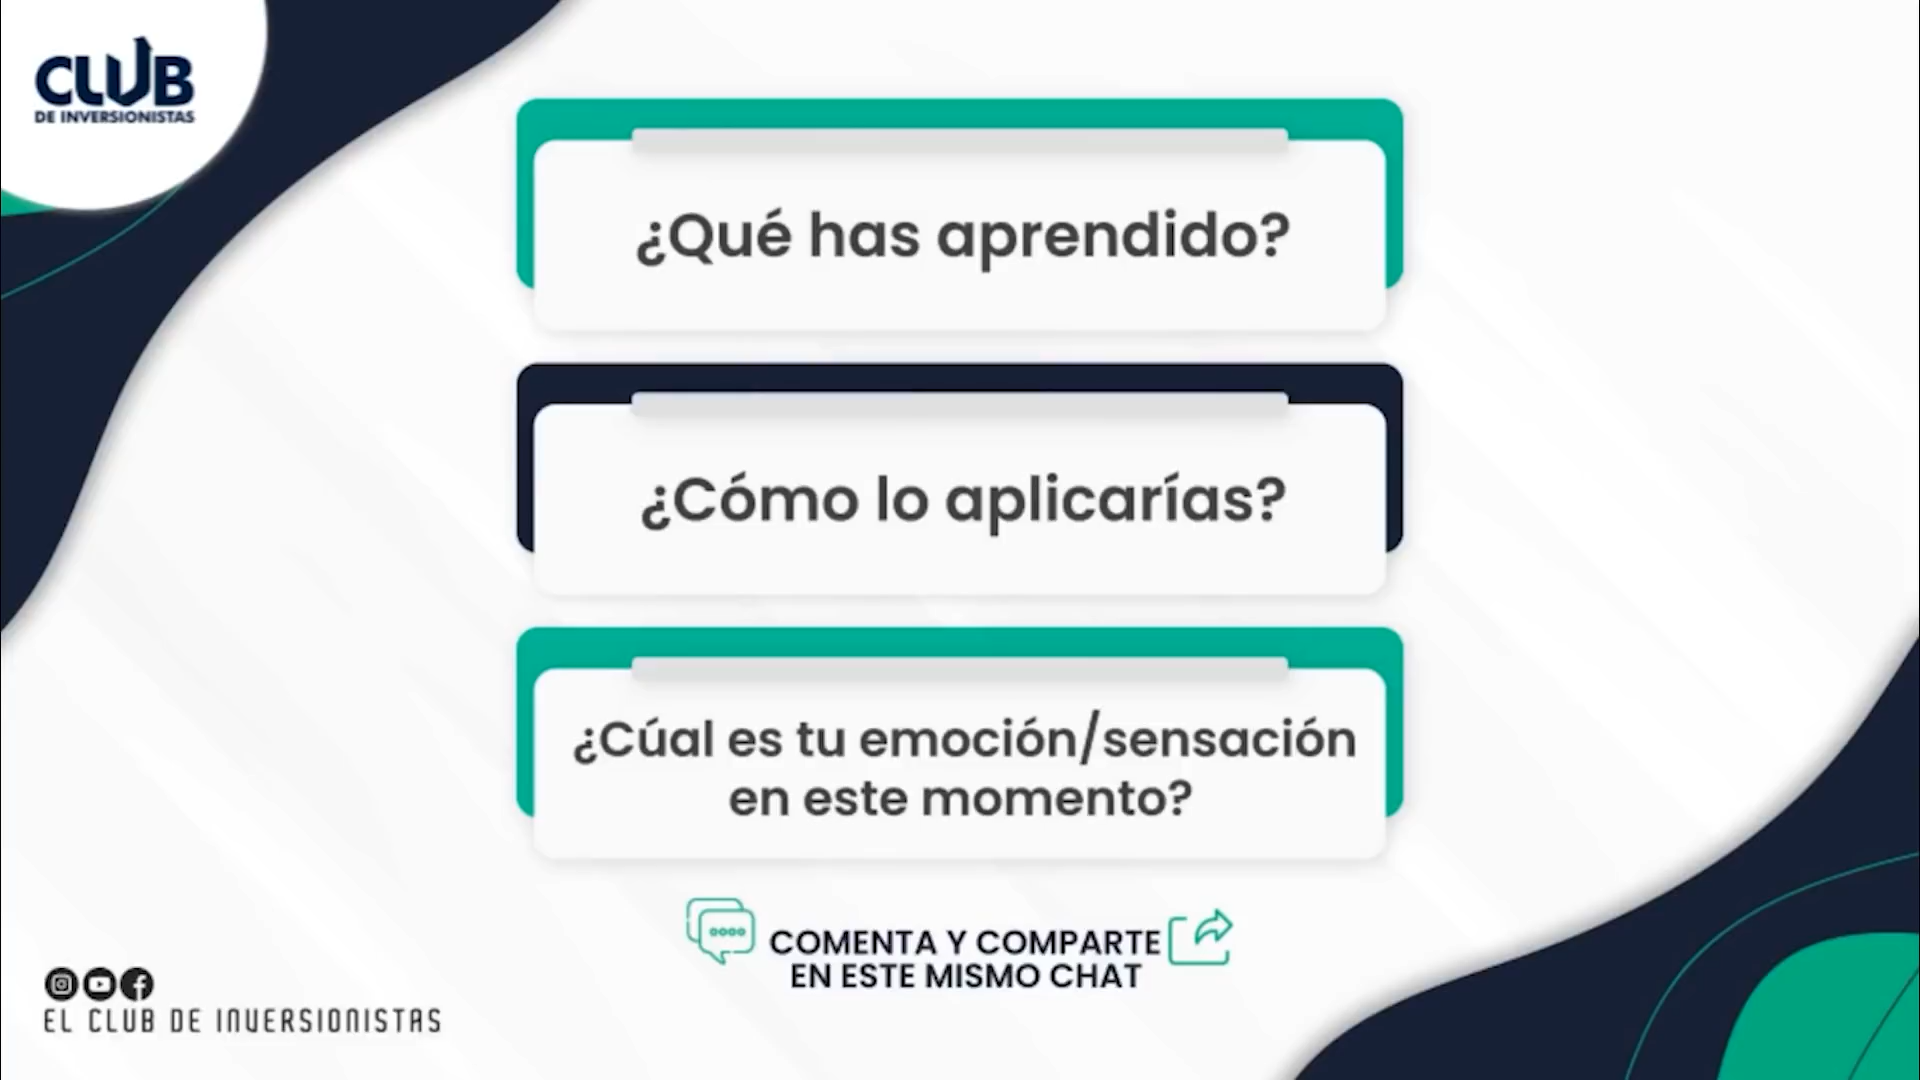 CLUB
DE INVERSIONISTAS
¿Qué has aprendido?
¿Cómo lo aplicarías?
¿Cúal es tu emoción/sensación
en este momento?
COMENTA Y COMPARTE
EN ESTE MISMO CHAT
EL CLUB DE INVERSIONISTAS